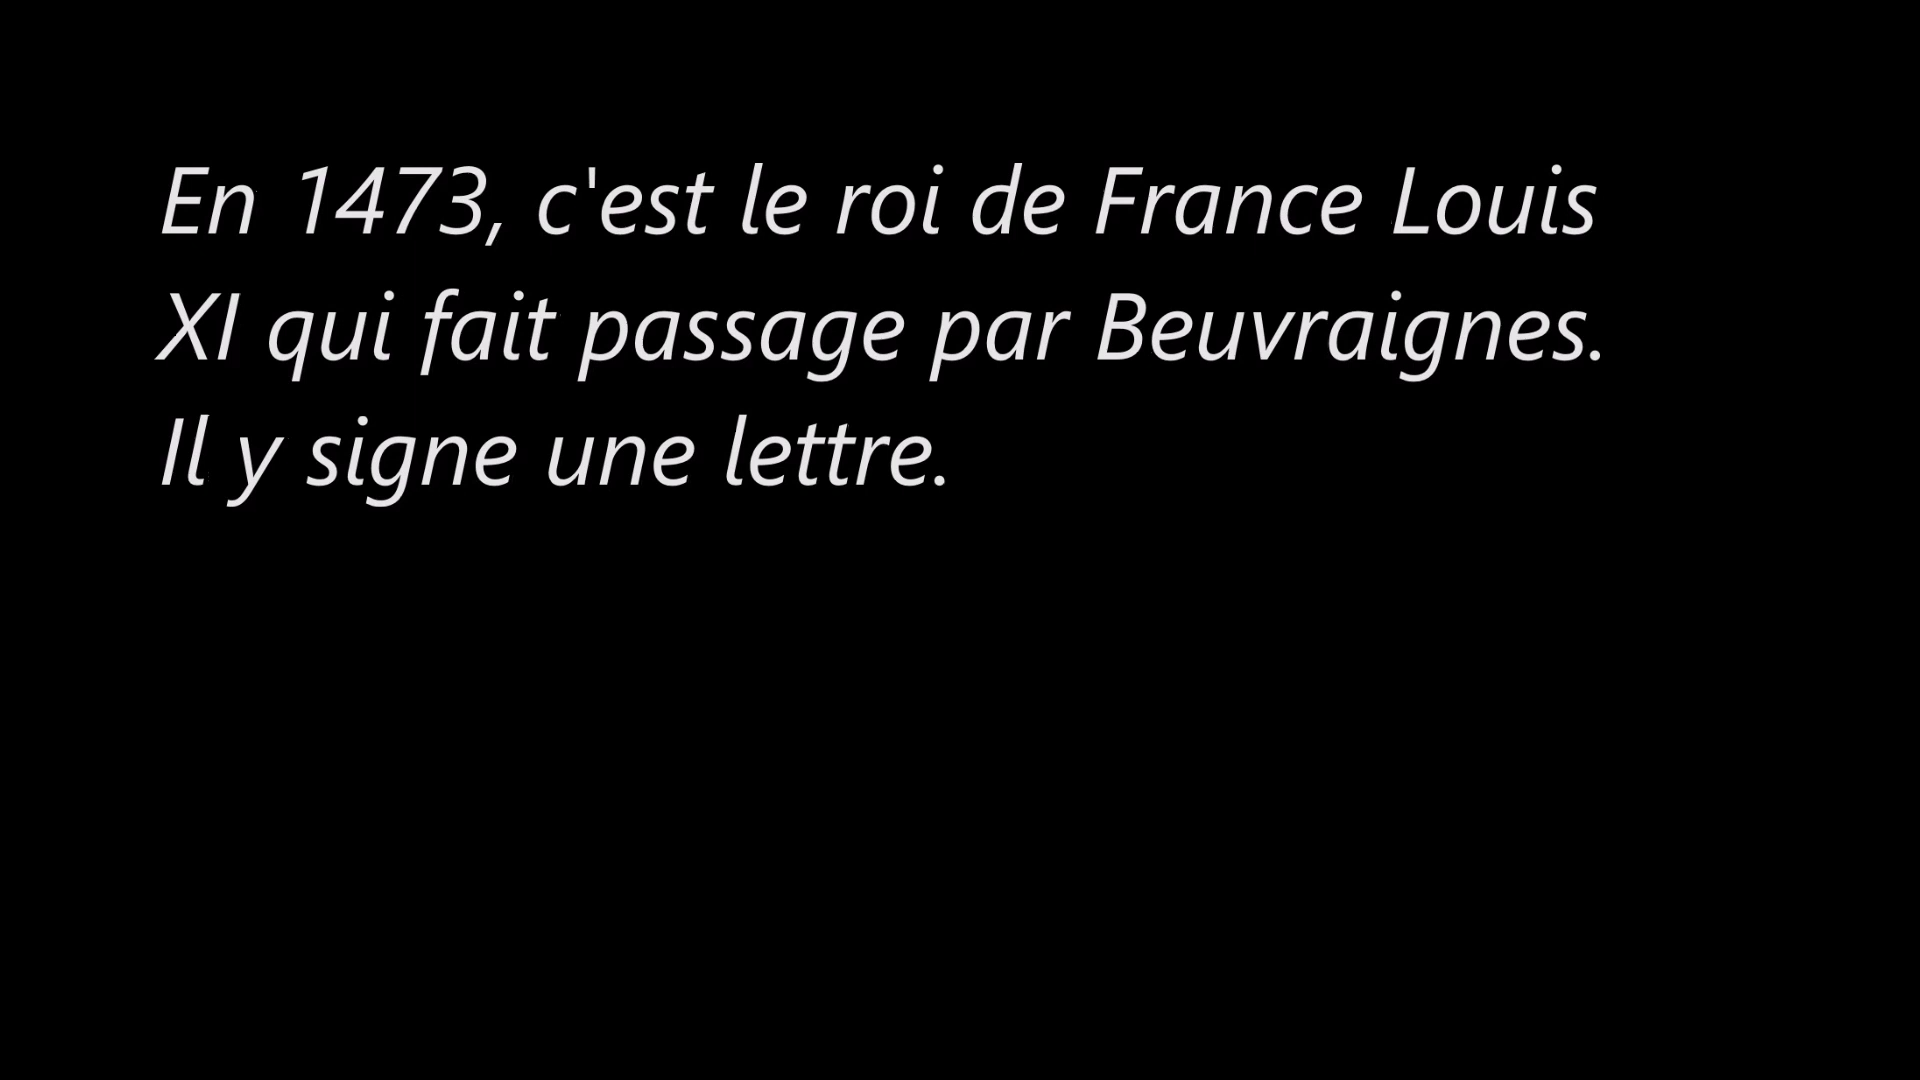 En 1473, c'est le roi de France Louis
XI qui fait passage par Beuvraignes.
Il y signe une lettre.